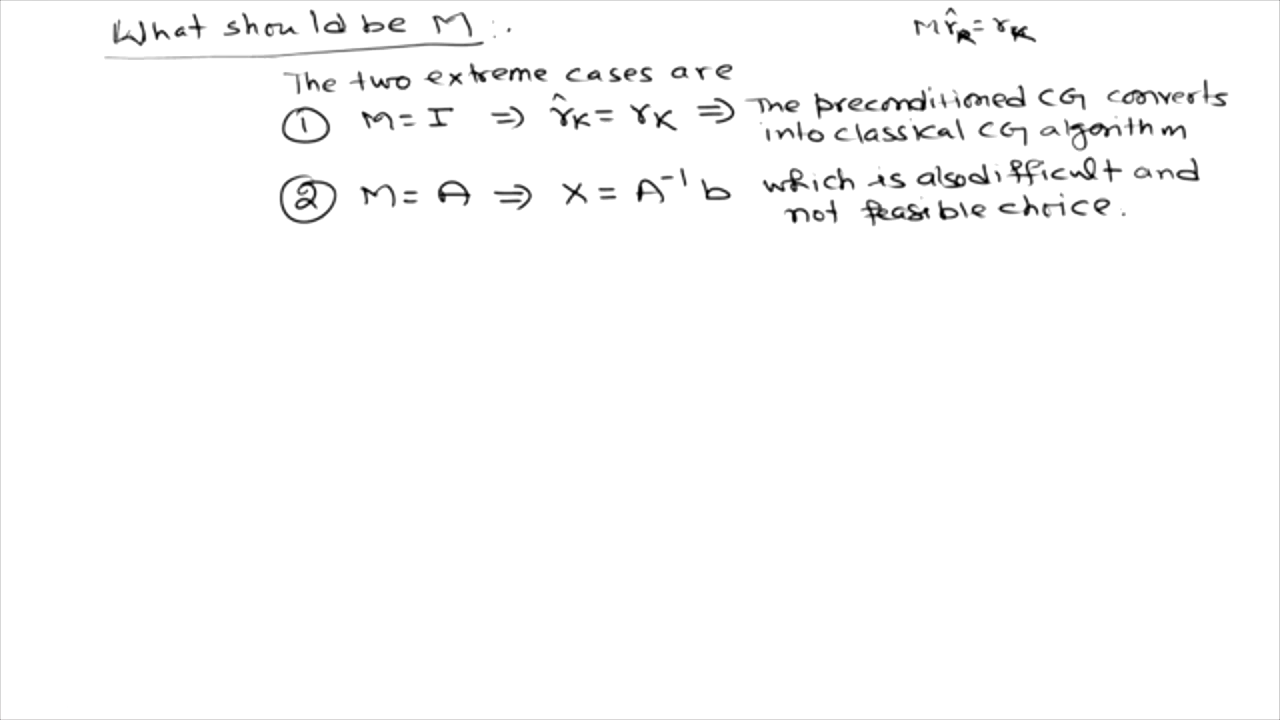 What should be M :.
M r̂_K = r_K
The two extreme cases are
① M = I ⇒ r̂_K = r_K ⇒ The preconditioned CG converts
into classical CG algorithm
② M = A ⇒ X = A⁻¹ b which is also difficult and
not feasible choice.